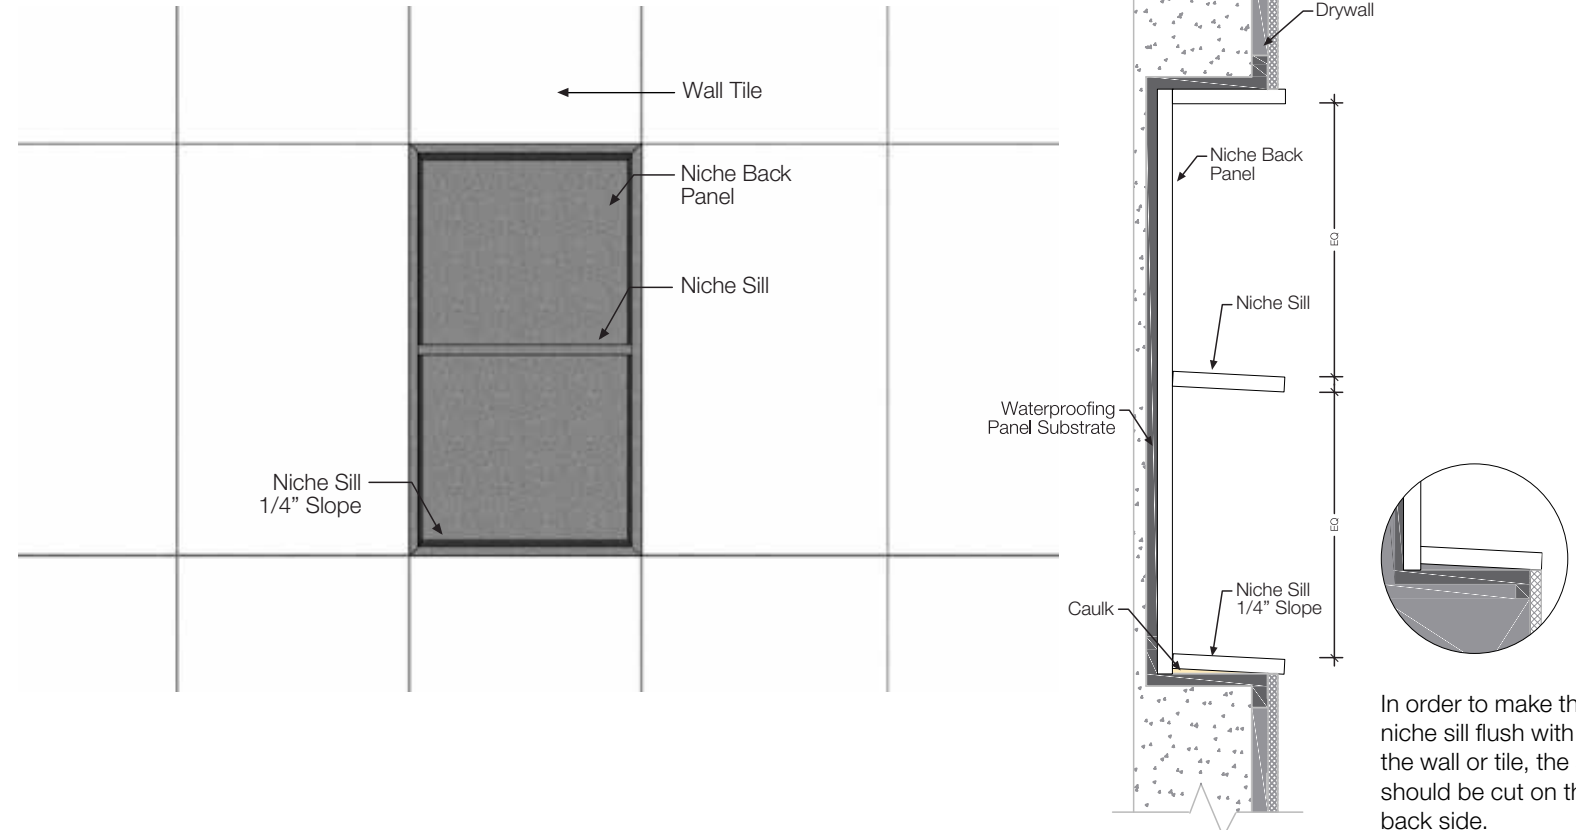 Wall Tile
Niche Back
Panel
Niche Sill
Niche Sill
1/4” Slope
Drywall
Niche Back
Panel
EQ
Niche Sill
Waterproofing
Panel Substrate
EQ
Caulk
Niche Sill
1/4” Slope
In order to make
niche sill flush with
the wall or tile, the
should be cut on
back side.